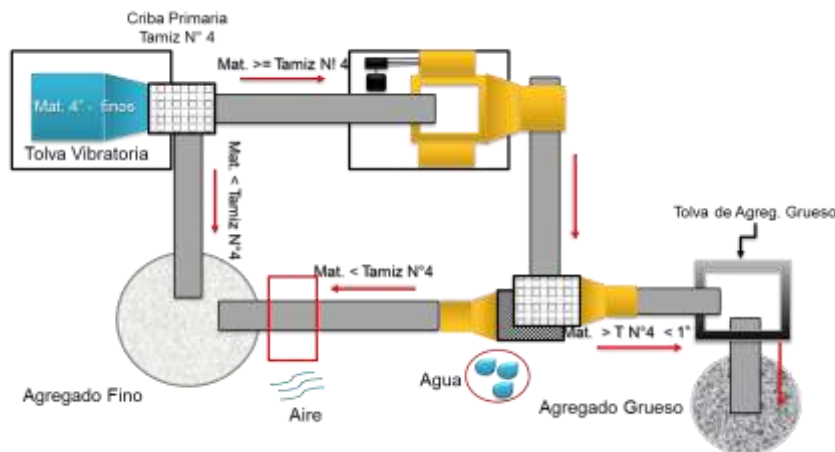 Criba Primaria
Tamiz N° 4
Mat. >= Tamiz N! 4
Mat. 4" - finos
Tolva Vibratoria
Mat. < Tamiz N°4
Tolva de Agreg. Grueso
Mat. < Tamiz N°4
Mat. > T N°4 < 1"
Agua
Agregado Fino
Aire
Agregado Grueso